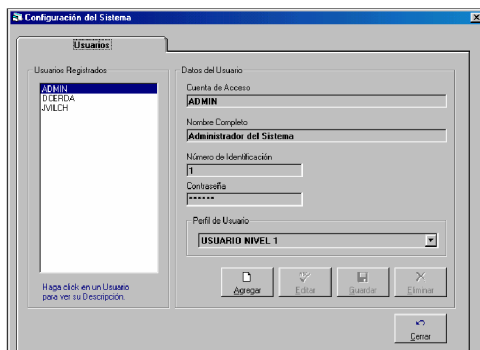 Configuración del Sistema
Usuarios
Usuarios Registrados
ADMIN
DCERDA
JVILCH
Haga click en un Usuario
para ver su Descripción.
Datos del Usuario
Cuenta de Acceso
ADMIN
Nombre Completo
Administrador del Sistema
Número de Identificación
1
Contraseña
******
Perfil de Usuario
USUARIO NIVEL 1
Agregar
Editar
Guardar
Eliminar
Cerrar